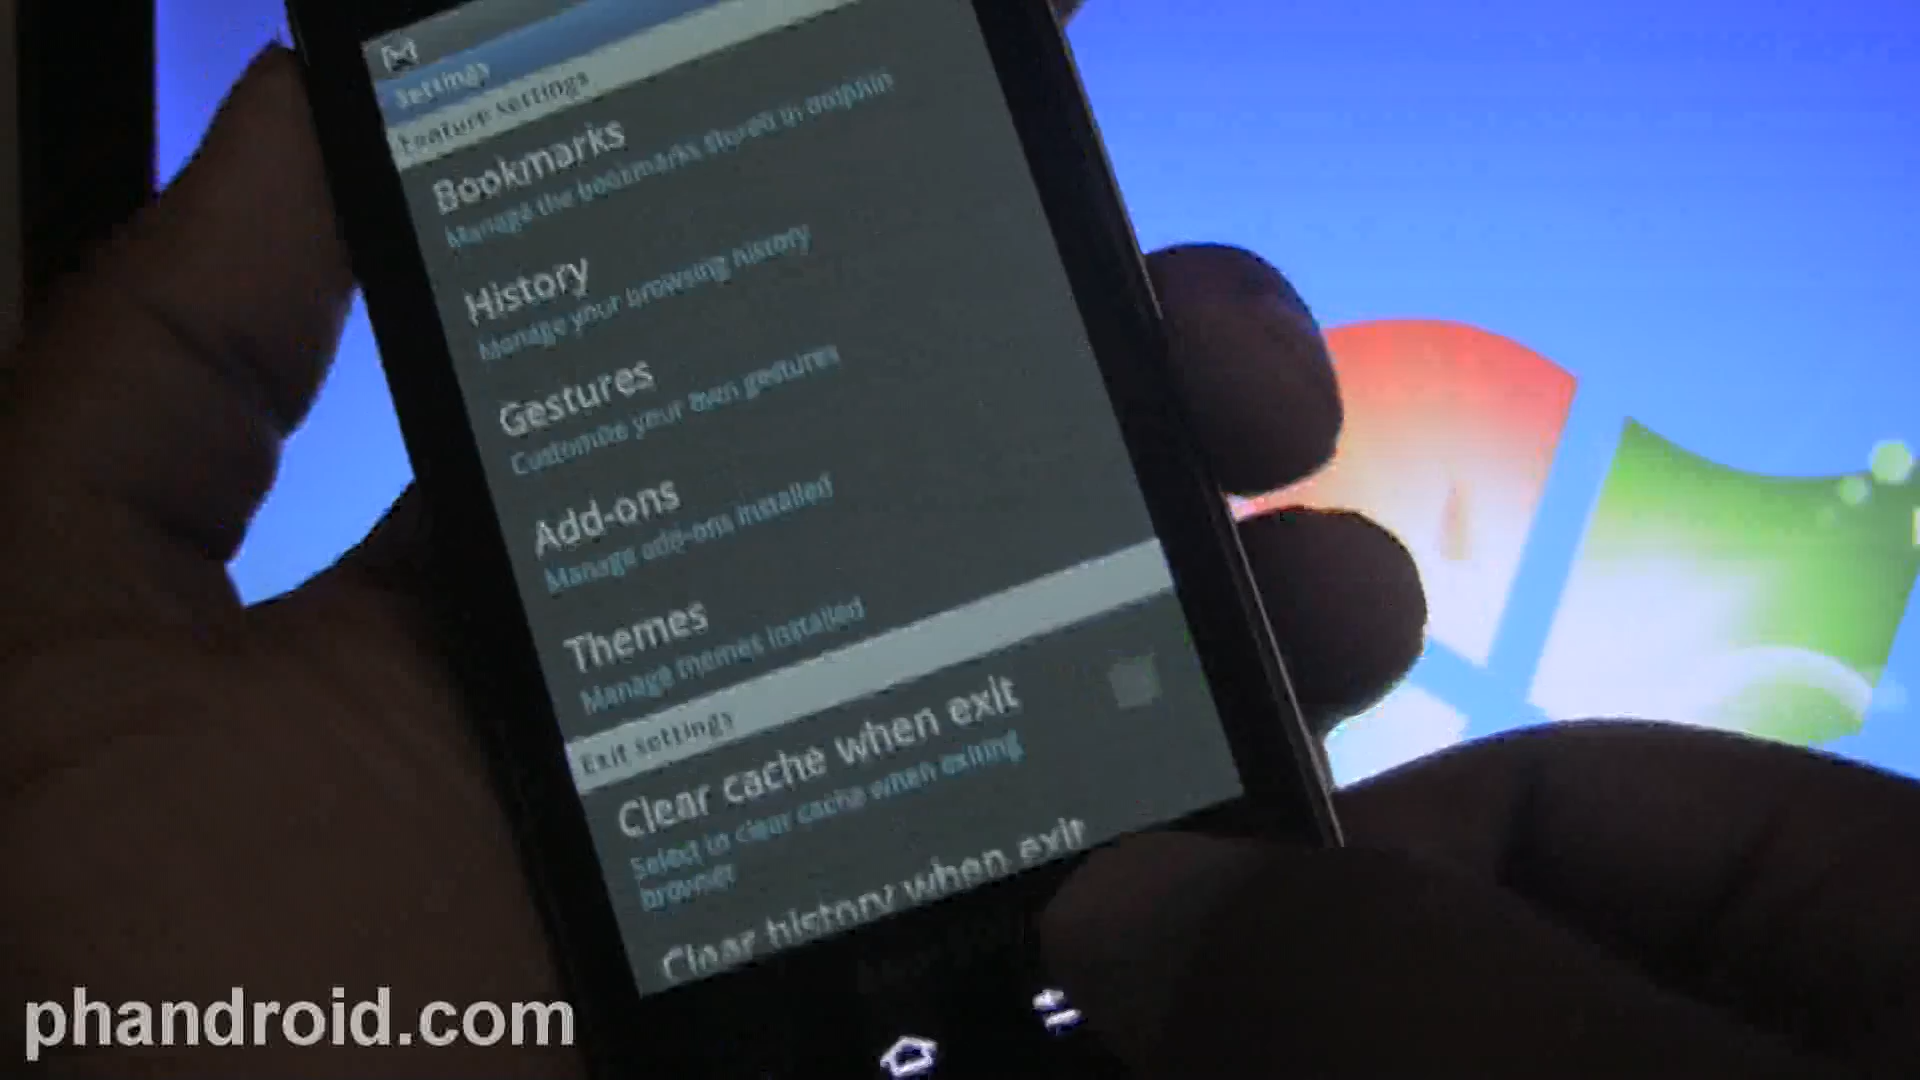 Settings
Feature settings
Bookmarks
Manage the bookmarks stored in dolphin
History
Manage your browsing history
Gestures
Customize your own gestures
Add-ons
Manage add-ons installed
Themes
Manage themes installed
Exit settings
Clear cache when exit
Select to clear cache when exiting
browser
Clear history when exit
phandroid.com